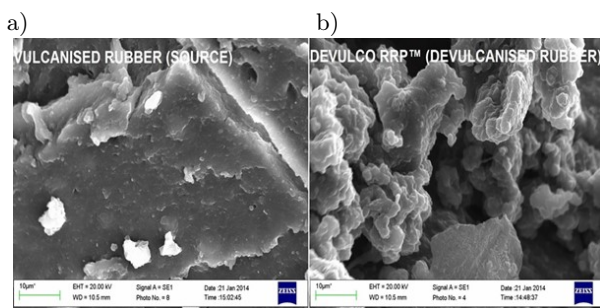 a)
b)
VULCANISED RUBBER (SOURCE)
DEVULCO RRP™ (DEVULCANISED RUBBER)
10µm
EHT = 20.00 kV
Signal A = SE1
Date :21 Jan 2014
WD = 10.5 mm
Photo No. = 8
Time :15:02:45
ZEISS
10µm
EHT = 20.00 kV
Signal A = SE1
Date :21 Jan 2014
WD = 10.5 mm
Photo No. = 4
Time :14:48:37
ZEISS